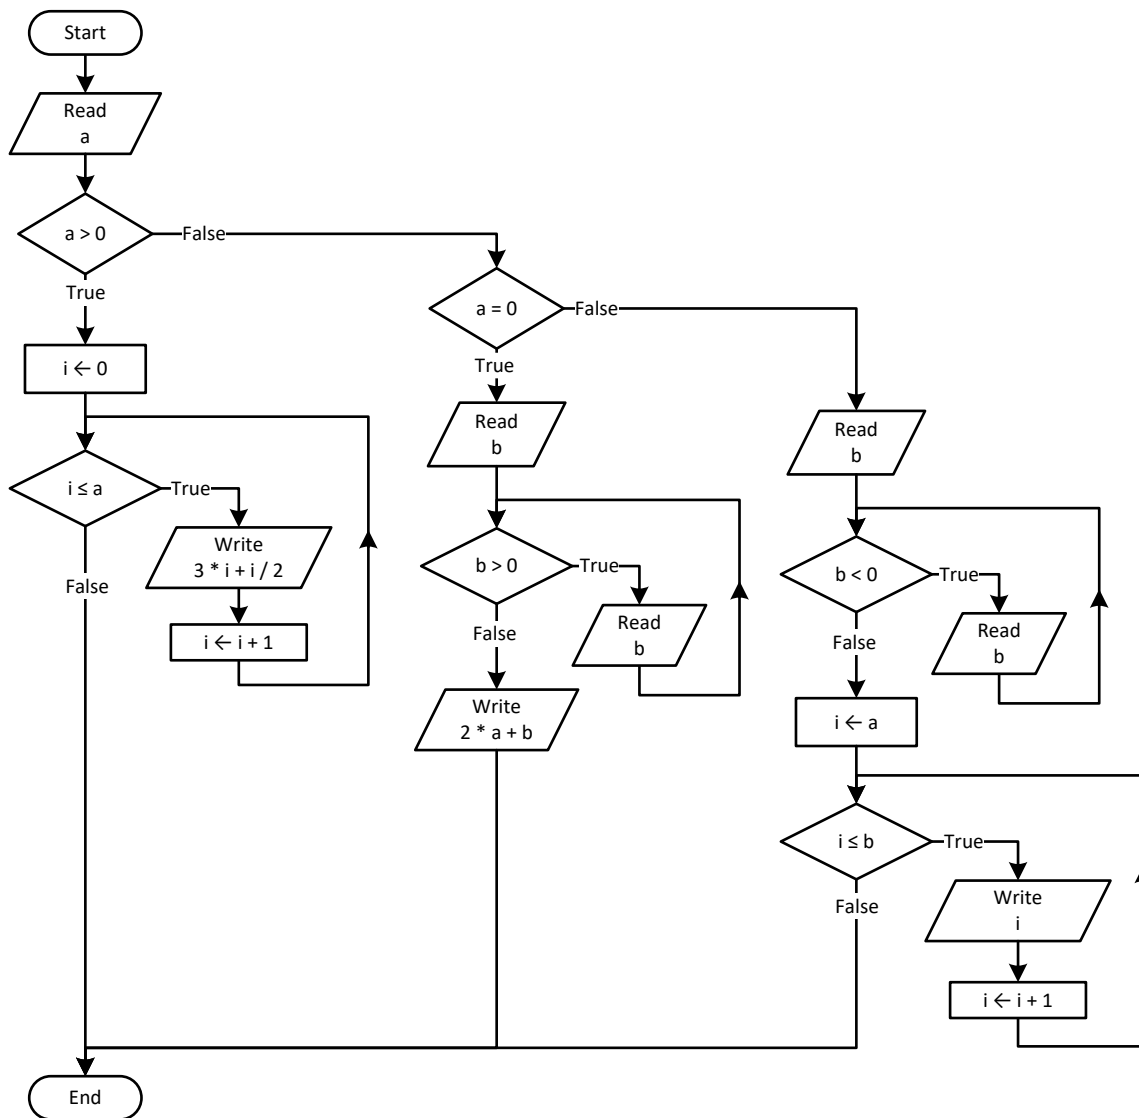 Start
Read
a
a > 0
False
True
a = 0
False
True
i ← 0
Read
b
Read
b
i ≤ a
True
Write
3 * i + i / 2
False
i ← i + 1
b > 0
True
Read
b
False
Write
2 * a + b
b < 0
True
Read
b
False
i ← a
i ≤ b
True
Write
i
False
i ← i + 1
End